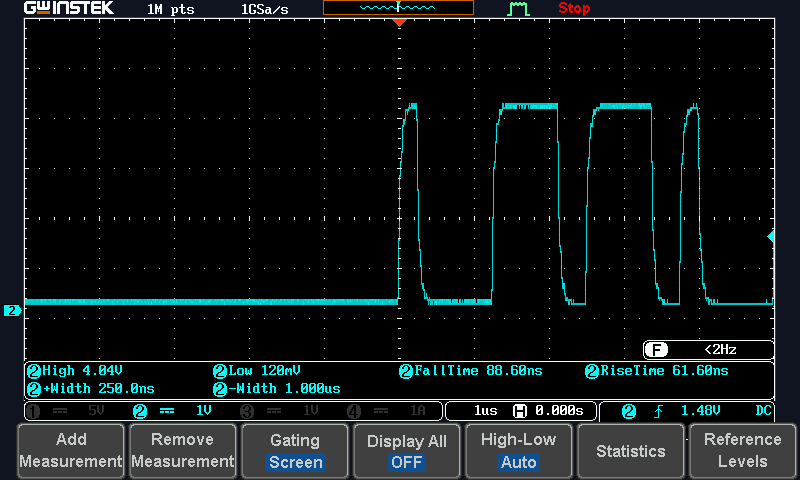 GWINSTEK 1M pts 1GSa/s Stop
2
F <2Hz
2 High 4.04V 2 Low 120mV 2 FallTime 88.60ns 2 RiseTime 61.60ns
2 +Width 250.0ns 2 -Width 1.000us
1 5V 2 1V 3 1V 4 1A 1us H 0.000s 2 1.48V DC
Add Measurement Remove Measurement Gating Screen Display All OFF High-Low Auto Statistics Reference Levels